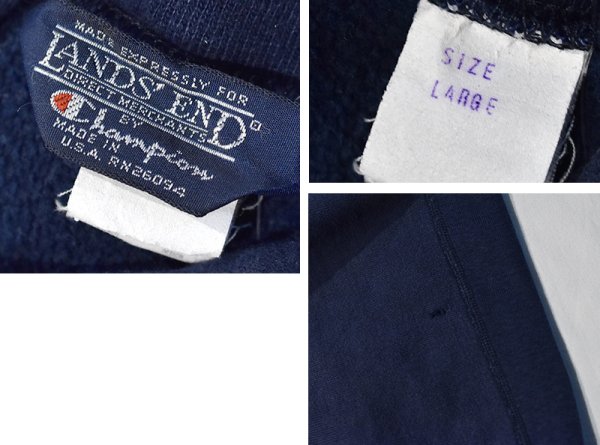 MADE EXPRESSLY FOR
LANDS' END
DIRECT MERCHANTS
BY
Champion
MADE IN
U.S.A. RN26094
SIZE
LARGE